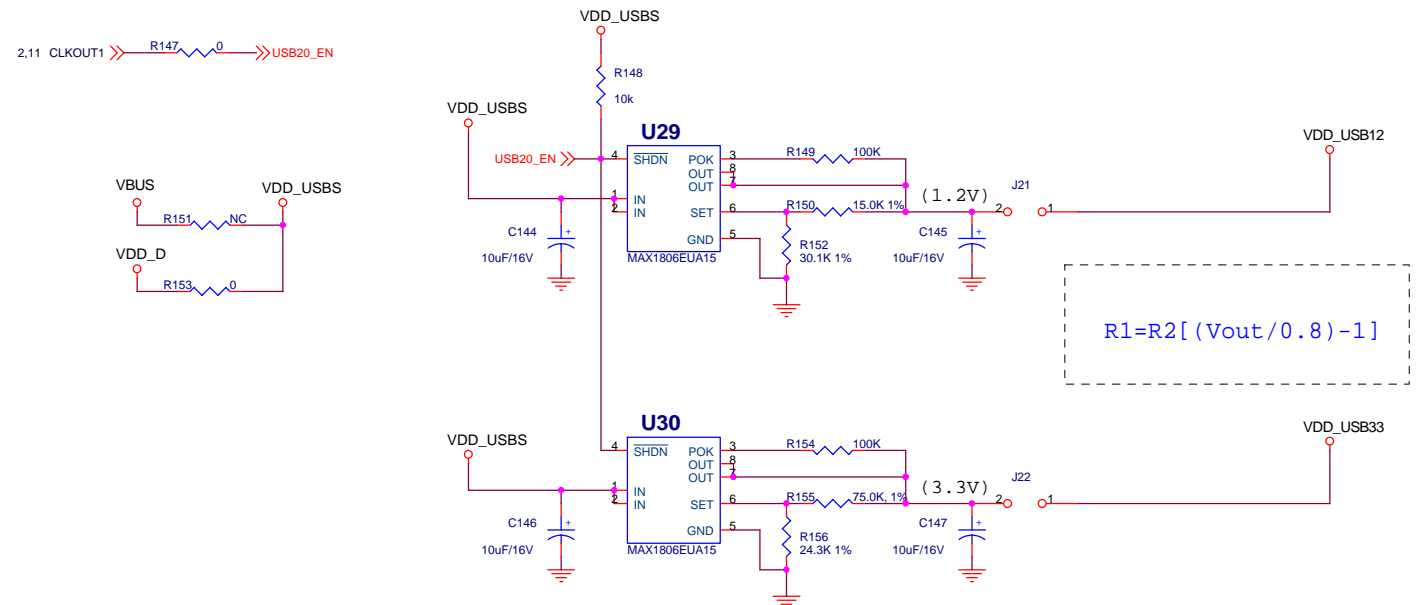 VDD_USBS
2,11 CLKOUT1
R147
0
USB20_EN
R148
10k
VDD_USBS
U29
USB20_EN
4
SHDN
POK
3
R149
100K
OUT
8
OUT
7
1
IN
2
IN
SET
6
R150
15.0K 1%
(1.2V)
J21
2
1
VDD_USB12
GND
5
R152
30.1K 1%
C144
10uF/16V
MAX1806EUA15
C145
10uF/16V
VBUS
VDD_USBS
R151
NC
VDD_D
R153
0
R1=R2[(Vout/0.8)-1]
U30
VDD_USBS
4
SHDN
POK
3
R154
100K
OUT
8
OUT
7
1
IN
2
IN
SET
6
R155
75.0K, 1%
(3.3V)
J22
2
1
VDD_USB33
GND
5
R156
24.3K 1%
C146
10uF/16V
MAX1806EUA15
C147
10uF/16V